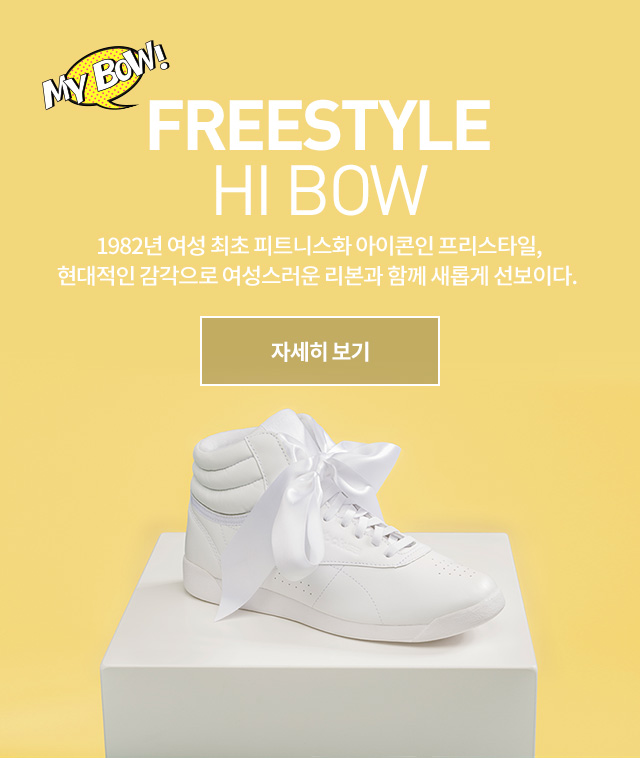 MY BOW!
FREESTYLE
HI BOW
1982년 여성 최초 피트니스화 아이콘인 프리스타일,
현대적인 감각으로 여성스러운 리본과 함께 새롭게 선보이다.
자세히 보기